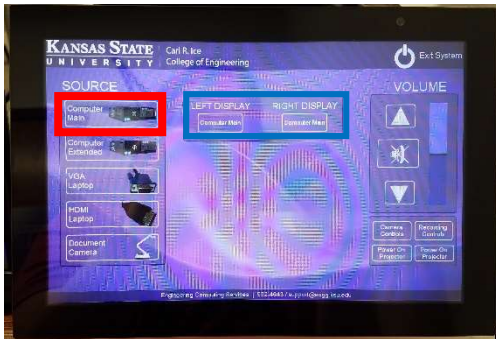 KANSAS STATE
UNIVERSITY
Carl R. Ice
College of Engineering
Exit System
SOURCE
Computer
Main
Computer
Extended
VGA
Laptop
HDMI
Laptop
Document
Camera
LEFT DISPLAY
Computer Main
RIGHT DISPLAY
Computer Main
VOLUME
Camera
Controls
Recording
Controls
Power On
Projector
Power On
Projector
Engineering Computing Services | 532-4643 /